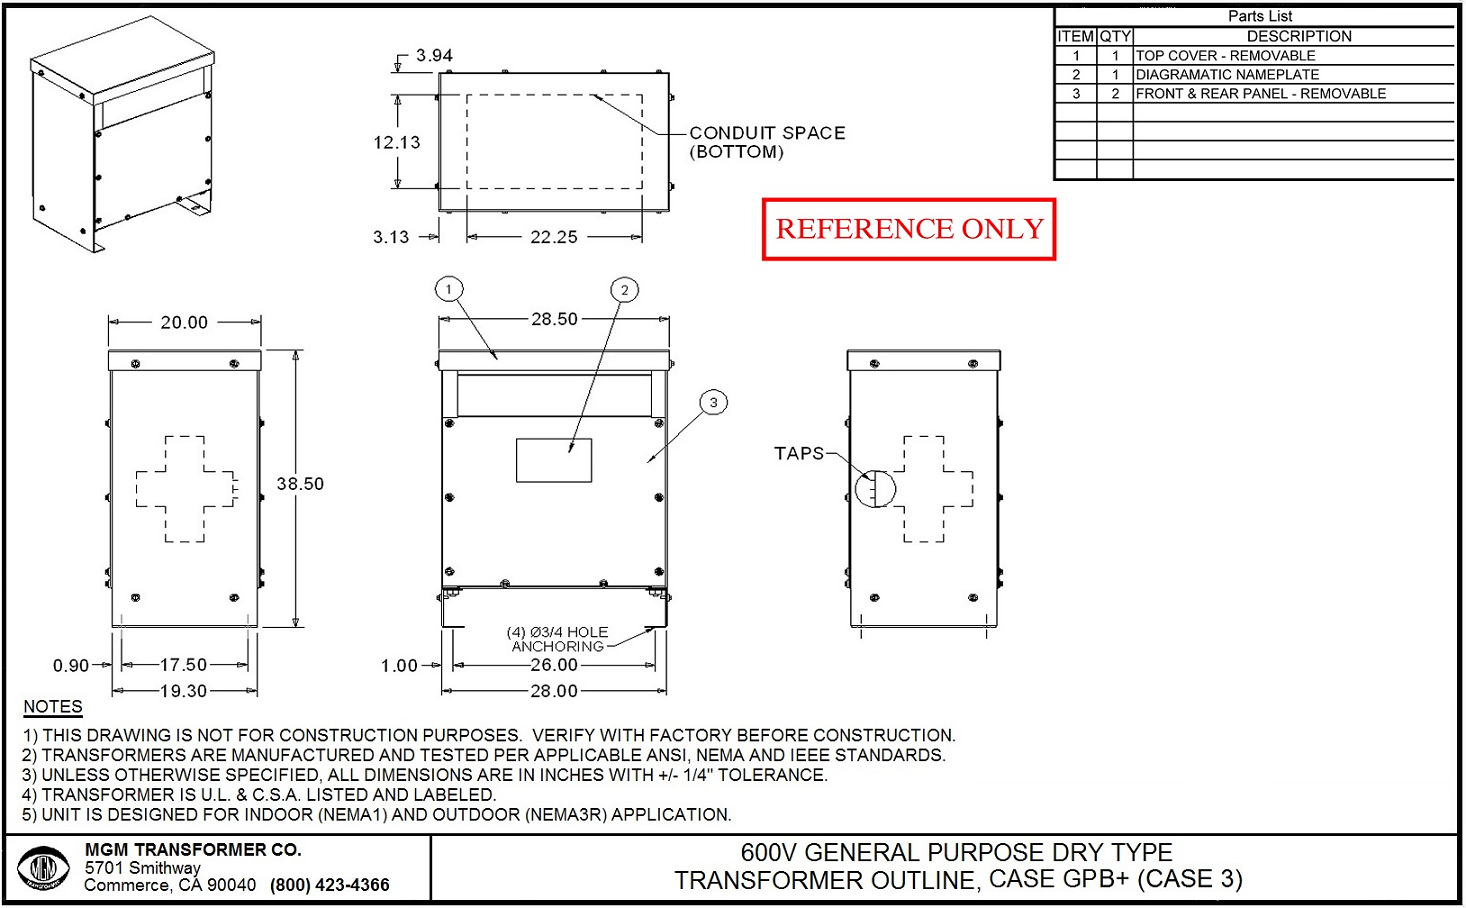 Parts List
ITEM QTY DESCRIPTION
1 1 TOP COVER - REMOVABLE
2 1 DIAGRAMATIC NAMEPLATE
3 2 FRONT & REAR PANEL - REMOVABLE
3.94
12.13
CONDUIT SPACE
(BOTTOM)
3.13
22.25
REFERENCE ONLY
1
2
20.00
28.50
3
TAPS
38.50
(4) Ø3/4 HOLE
ANCHORING
0.90
17.50
19.30
1.00
26.00
28.00
NOTES
1) THIS DRAWING IS NOT FOR CONSTRUCTION PURPOSES. VERIFY WITH FACTORY BEFORE CONSTRUCTION.
2) TRANSFORMERS ARE MANUFACTURED AND TESTED PER APPLICABLE ANSI, NEMA AND IEEE STANDARDS.
3) UNLESS OTHERWISE SPECIFIED, ALL DIMENSIONS ARE IN INCHES WITH +/- 1/4" TOLERANCE.
4) TRANSFORMER IS U.L. & C.S.A. LISTED AND LABELED.
5) UNIT IS DESIGNED FOR INDOOR (NEMA1) AND OUTDOOR (NEMA3R) APPLICATION.
MGM
MGM TRANSFORMER CO.
5701 Smithway
Commerce, CA 90040 (800) 423-4366
600V GENERAL PURPOSE DRY TYPE
TRANSFORMER OUTLINE, CASE GPB+ (CASE 3)